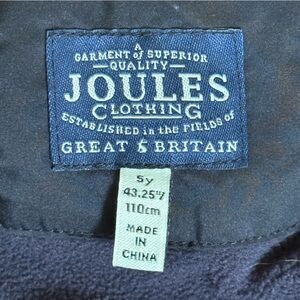 A
GARMENT of SUPERIOR
QUALITY
JOULES
CLOTHING
ESTABLISHED in the FIELDS of
GREAT & BRITAIN
5y
43.25"/
110cm
MADE
IN
CHINA